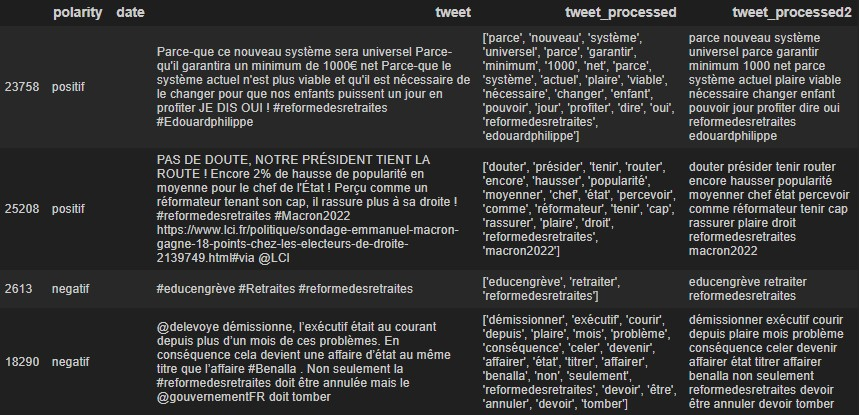 polarity date tweet tweet_processed tweet_processed2
23758 positif
Parce-que ce nouveau système sera universel Parce-
qu'il garantira un minimum de 1000€ net Parce-que le
système actuel n'est plus viable et qu'il est nécessaire de
le changer pour que nos enfants puissent un jour en
profiter JE DIS OUI ! #reformedesretraites
#Edouardphilippe
['parce', 'nouveau', 'système',
'universel', 'parce', 'garantir',
'minimum', '1000', 'net', 'parce',
'système', 'actuel', 'plaire', 'viable',
'nécessaire', 'changer', 'enfant',
'pouvoir', 'jour', 'profiter', 'dire', 'oui',
'reformedesretraites',
'edouardphilippe']
parce nouveau système
universel parce garantir
minimum 1000 net parce
système actuel plaire viable
nécessaire changer enfant
pouvoir jour profiter dire oui
reformedesretraites
edouardphilippe
25208 positif
PAS DE DOUTE, NOTRE PRÉSIDENT TIENT LA
ROUTE ! Encore 2% de hausse de popularité en
moyenne pour le chef de l'État ! Perçu comme un
réformateur tenant son cap, il rassure plus à sa droite !
#reformedesretraites #Macron2022
https://www.lci.fr/politique/sondage-emmanuel-macron-
gagne-18-points-chez-les-electeurs-de-droite-
2139749.html#via @LCI
['douter', 'présider', 'tenir', 'router',
'encore', 'hausser', 'popularité',
'moyenner', 'chef', 'état', 'percevoir',
'comme', 'réformateur', 'tenir', 'cap',
'rassurer', 'plaire', 'droit',
'reformedesretraites',
'macron2022']
douter présider tenir router
encore hausser popularité
moyenner chef état percevoir
comme réformateur tenir cap
rassurer plaire droit
reformedesretraites
macron2022
2613 negatif
#educengrève #Retraites #reformedesretraites
['educengrève', 'retraiter',
'reformedesretraites']
educengrève retraiter
reformedesretraites
18290 negatif
@delevoye démissionne, l'exécutif était au courant
depuis plus d'un mois de ces problèmes. En
conséquence cela devient une affaire d'état au même
titre que l'affaire #Benalla . Non seulement la
#reformedesretraites doit être annulée mais le
@gouvernementFR doit tomber
['démissionner', 'exécutif', 'courir',
'depuis', 'plaire', 'mois', 'problème',
'conséquence', 'celer', 'devenir',
'affairer', 'état', 'titrer', 'affairer',
'benalla', 'non', 'seulement',
'reformedesretraites', 'devoir', 'être',
'annuler', 'devoir', 'tomber']
démissionner exécutif courir
depuis plaire mois problème
conséquence celer devenir
affairer état titrer affairer
benalla non seulement
reformedesretraites devoir
être annuler devoir tomber